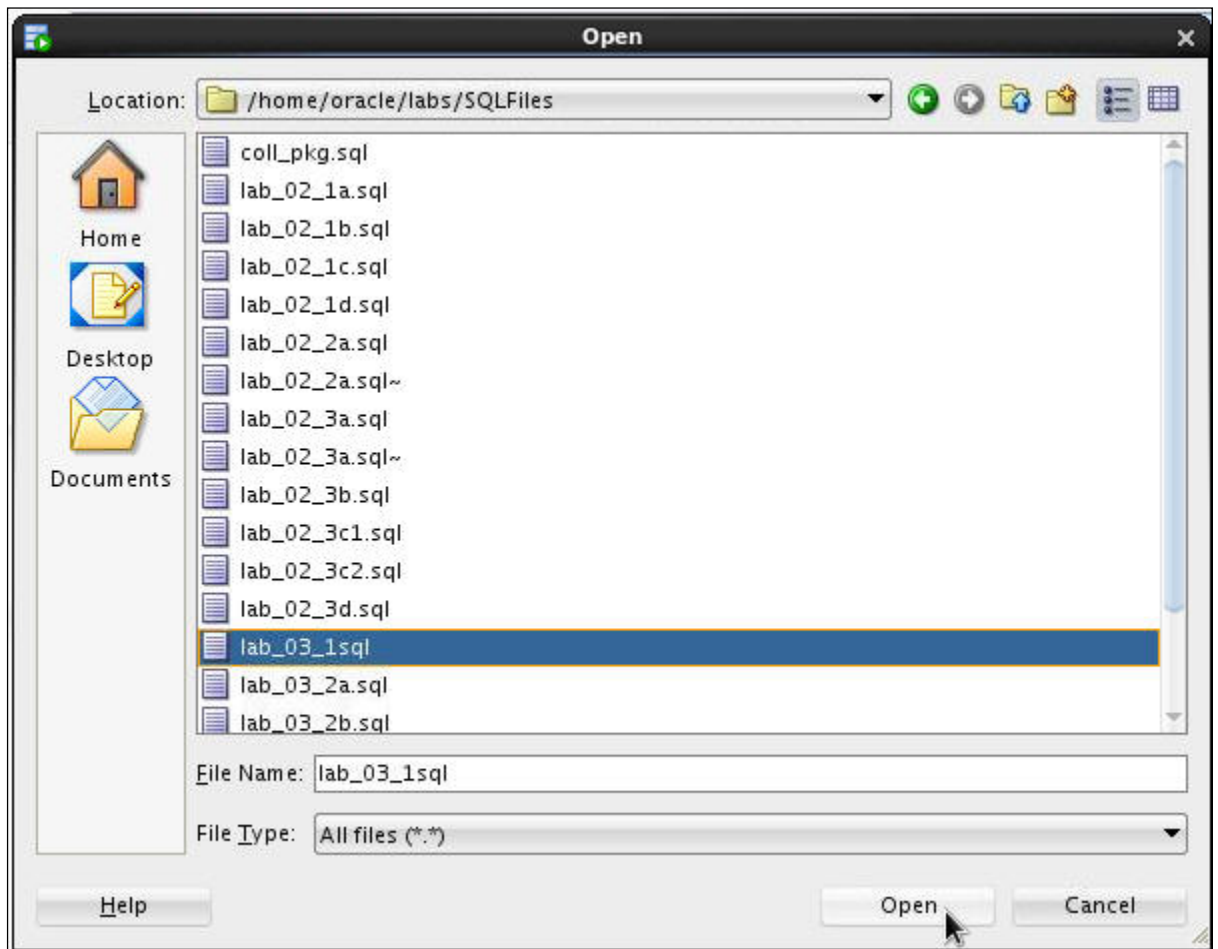 Open
Location: /home/oracle/labs/SQLFiles
Home
Desktop
Documents
coll_pkg.sql
lab_02_1a.sql
lab_02_1b.sql
lab_02_1c.sql
lab_02_1d.sql
lab_02_2a.sql
lab_02_2a.sql~
lab_02_3a.sql
lab_02_3a.sql~
lab_02_3b.sql
lab_02_3c1.sql
lab_02_3c2.sql
lab_02_3d.sql
lab_03_1sql
lab_03_2a.sql
lab_03_2b.sql
File Name: lab_03_1sql
File Type: All files (*.*)
Help Open Cancel